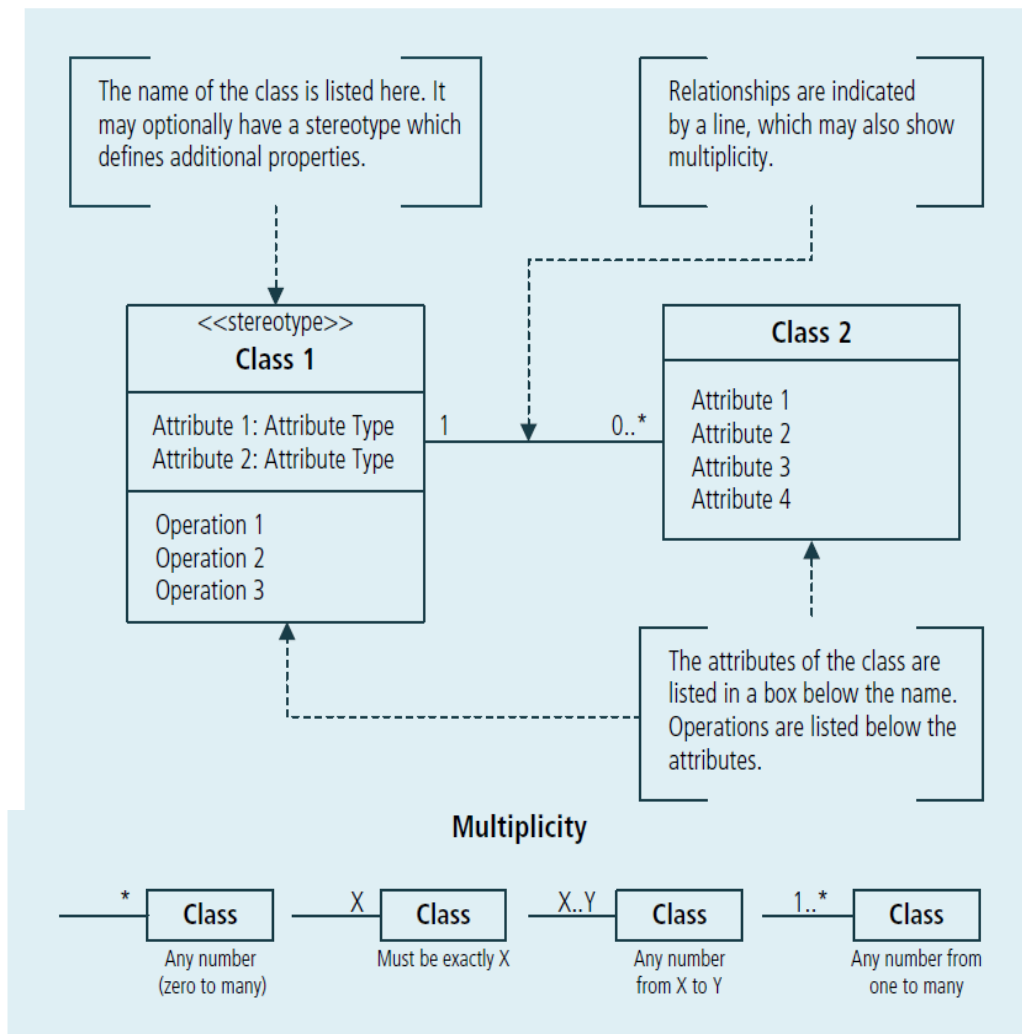 The name of the class is listed here. It
may optionally have a stereotype which
defines additional properties.
Relationships are indicated
by a line, which may also show
multiplicity.
<<stereotype>>
Class 1
Attribute 1: Attribute Type
Attribute 2: Attribute Type
Operation 1
Operation 2
Operation 3
1
0..*
Class 2
Attribute 1
Attribute 2
Attribute 3
Attribute 4
The attributes of the class are
listed in a box below the name.
Operations are listed below the
attributes.
Multiplicity
*
Class
Any number
(zero to many)
X
Class
Must be exactly X
X..Y
Class
Any number
from X to Y
1..*
Class
Any number from
one to many